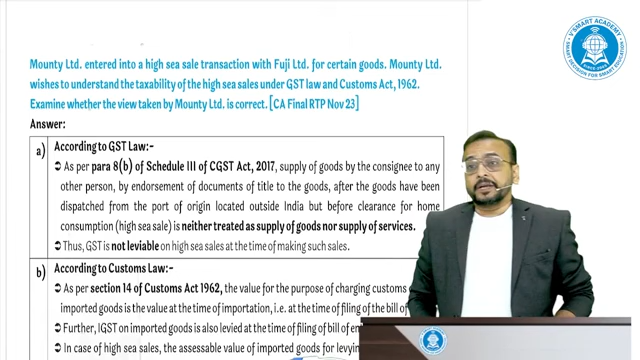 V SMART ACADEMY
SMART DECISION FOR SMART EDUCATION
Mounty Ltd. entered into a high sea sale transaction with Fuji Ltd. for certain goods. Mounty Ltd.
wishes to understand the taxability of the high sea sales under GST law and Customs Act, 1962.
Examine whether the view taken by Mounty Ltd. is correct. [CA Final RTP Nov 23]
Answer:
a) According to GST Law:-
As per para 8(b) of Schedule III of CGST Act, 2017, supply of goods by the consignee to any
other person, by endorsement of documents of title to the goods, after the goods have been
dispatched from the port of origin located outside India but before clearance for home
consumption (high sea sale) is neither treated as supply of goods nor supply of services.
Thus, GST is not leviable on high sea sales at the time of making such sales.
b) According to Customs Law:-
As per section 14 of Customs Act 1962, the value for the purpose of charging customs
imported goods is the value at the time of importation, i.e. at the time of filing of the bill of
Further, IGST on imported goods is also levied at the time of filing of bill of
In case of high sea sales, the assessable value of imported goods for